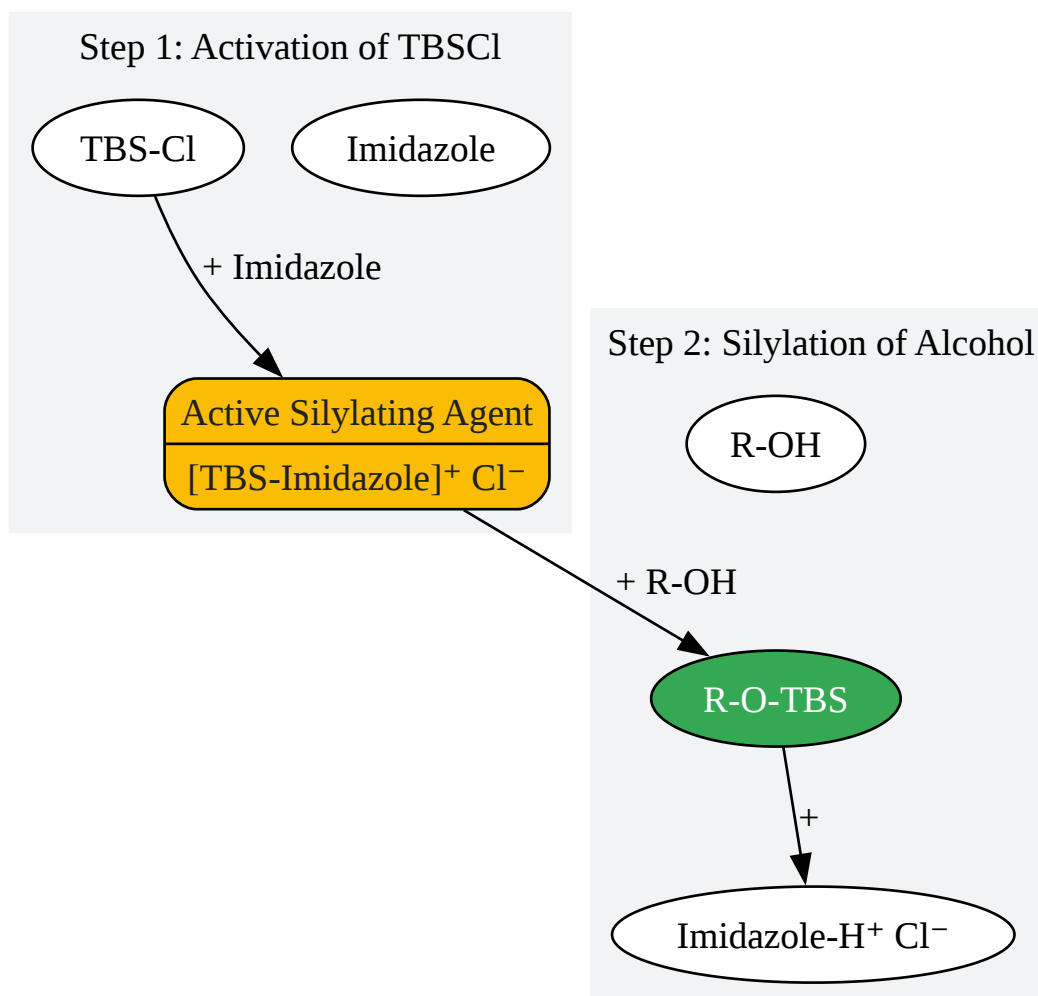 Step 1: Activation of TBSCl
TBS-Cl
Imidazole
+ Imidazole
Active Silylating Agent
[TBS-Imidazole]⁺ Cl⁻
Step 2: Silylation of Alcohol
R-OH
+ R-OH
R-O-TBS
+
Imidazole-H⁺ Cl⁻